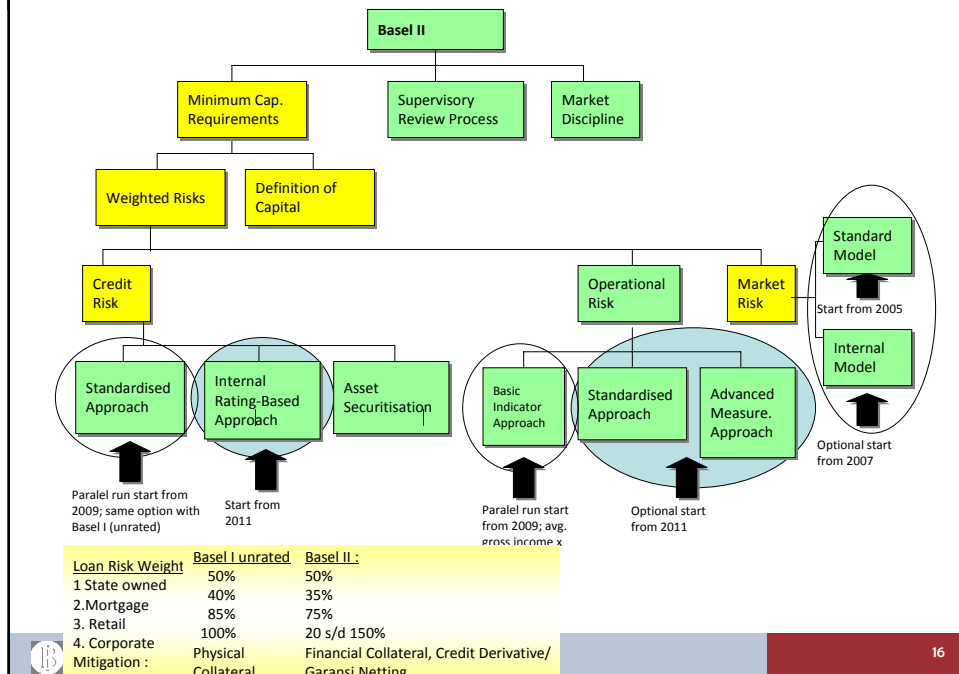 Basel II
Minimum Cap.
Requirements
Supervisory
Review Process
Market
Discipline
Weighted Risks
Definition of
Capital
Standard
Model
Credit
Risk
Operational
Risk
Market
Risk
Start from 2005
Internal
Model
Standardised
Approach
Internal
Rating-Based
Approach
Asset
Securitisation
Basic
Indicator
Approach
Standardised
Approach
Advanced
Measure.
Approach
Optional start
from 2007
Paralel run start from
2009; same option with
Basel I (unrated)
Start from
2011
Paralel run start
from 2009; avg.
gross income x
Optional start
from 2011
Loan Risk Weight Basel I unrated Basel II :
1 State owned 50% 50%
2.Mortgage 40% 35%
3. Retail 85% 75%
4. Corporate 100% 20 s/d 150%
Mitigation : Physical Financial Collateral, Credit Derivative/
Collateral Garansi Netting
16